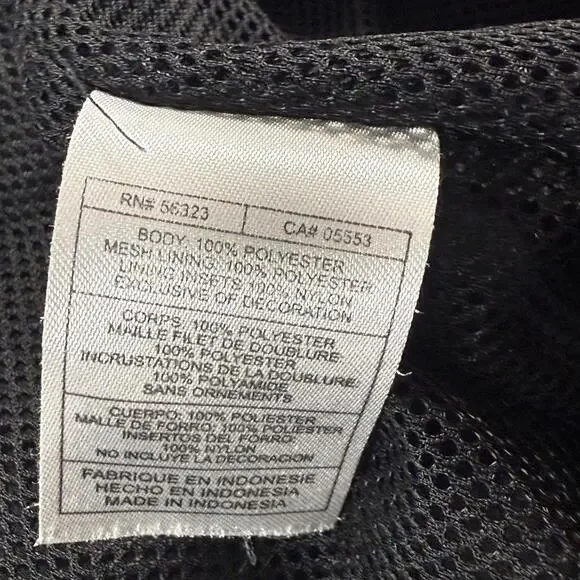 RN# 56323
CA# 05553
BODY: 100% POLYESTER
MESH LINING: 100% POLYESTER
LINING INSETS 100% NYLON
EXCLUSIVE OF DECORATION
CORPS: 100% POLYESTER
MAILLE FILET DE DOUBLURE:
100% POLYESTER
INCRUSTATIONS DE LA DOUBLURE:
100% POLYAMIDE
SANS ORNEMENTS
CUERPO: 100% POLIESTER
MALLE DE FORRO: 100% POLIESTER
INSERTOS DEL FORRO:
100% NYLON
NO INCLUYE LA DECORACION
FABRIQUE EN INDONESIE
HECHO EN INDONESIA
MADE IN INDONESIA